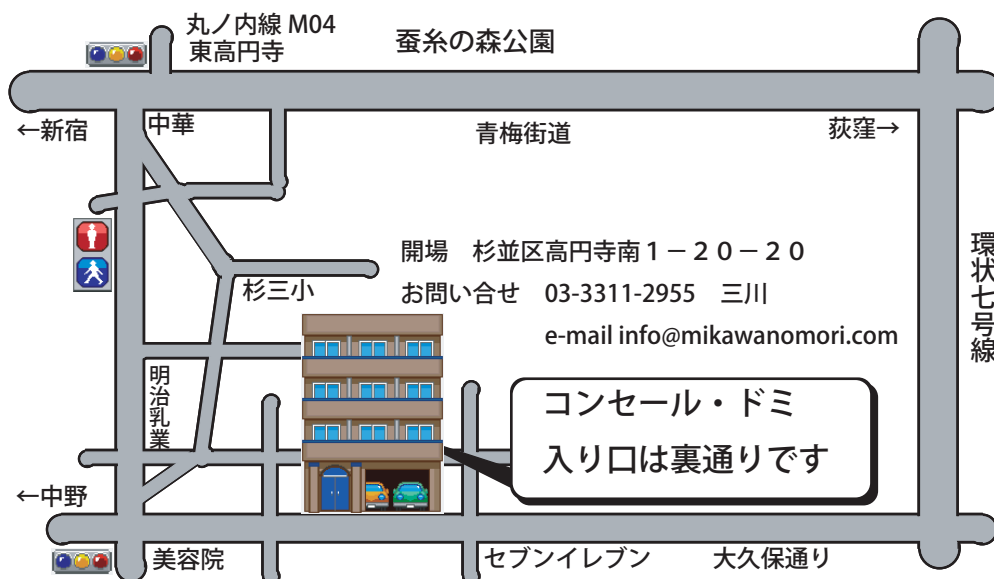 丸ノ内線 M04
東高円寺
蚕糸の森公園
←新宿
中華
青梅街道
荻窪→
開場　杉並区高円寺南１－２０－２０
杉三小
お問い合せ　03-3311-2955　三川
e-mail info@mikawanomori.com
環状七号線
明治乳業
コンセール・ドミ
入り口は裏通りです
←中野
美容院
セブンイレブン
大久保通り